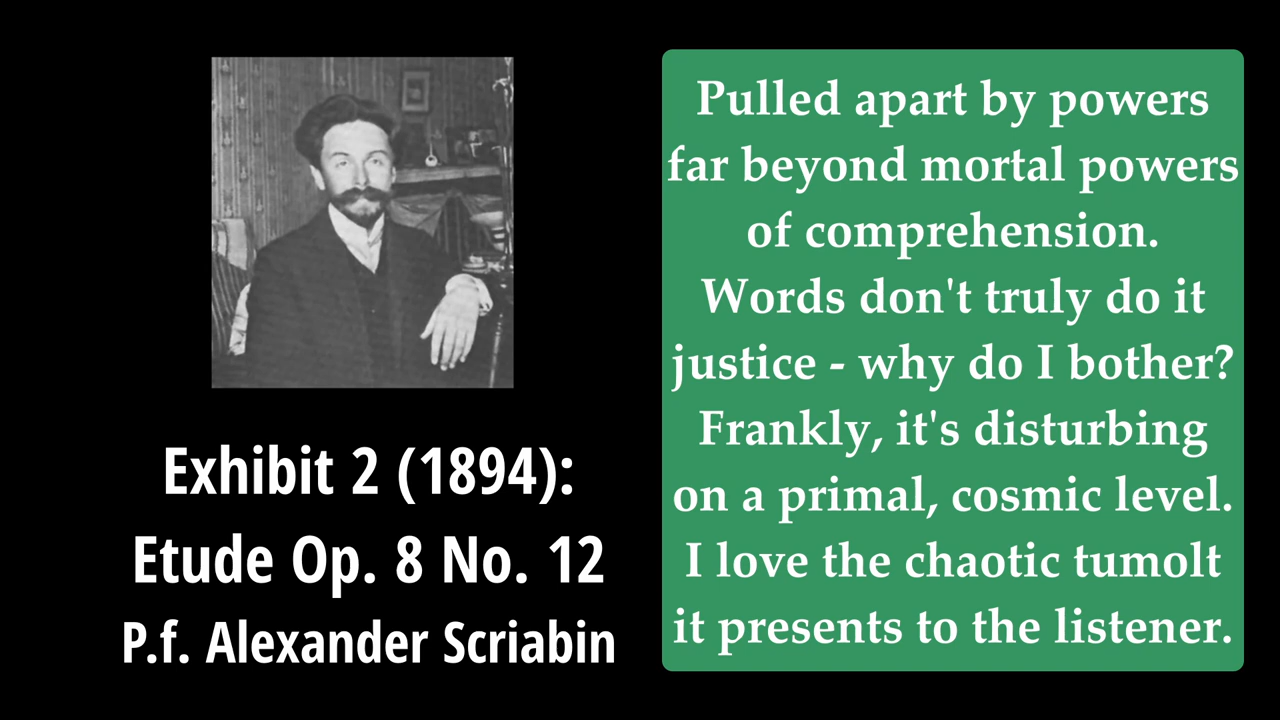 Exhibit 2 (1894):
Etude Op. 8 No. 12
P.f. Alexander Scriabin
Pulled apart by powers
far beyond mortal powers
of comprehension.
Words don't truly do it
justice - why do I bother?
Frankly, it's disturbing
on a primal, cosmic level.
I love the chaotic tumolt
it presents to the listener.